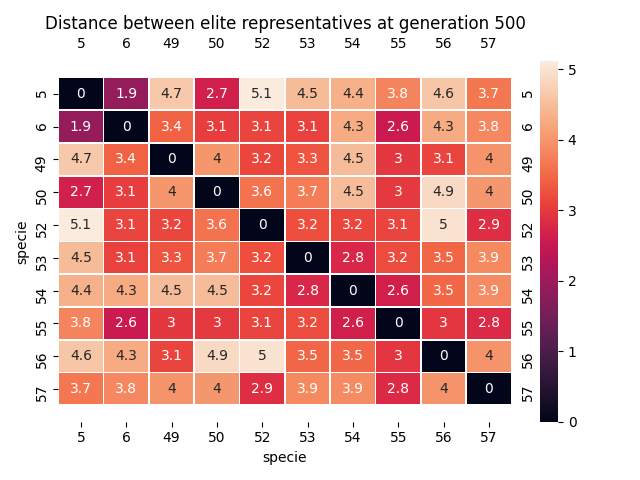 Distance between elite representatives at generation 500
5 6 49 50 52 53 54 55 56 57
5 0 1.9 4.7 2.7 5.1 4.5 4.4 3.8 4.6 3.7 5
6 1.9 0 3.4 3.1 3.1 3.1 4.3 2.6 4.3 3.8 6
49 4.7 3.4 0 4 3.2 3.3 4.5 3 3.1 4 49
50 2.7 3.1 4 0 3.6 3.7 4.5 3 4.9 4 50
52 5.1 3.1 3.2 3.6 0 3.2 3.2 3.1 5 2.9 52
53 4.5 3.1 3.3 3.7 3.2 0 2.8 3.2 3.5 3.9 53
54 4.4 4.3 4.5 4.5 3.2 2.8 0 2.6 3.5 3.9 54
55 3.8 2.6 3 3 3.1 3.2 2.6 0 3 2.8 55
56 4.6 4.3 3.1 4.9 5 3.5 3.5 3 0 4 56
57 3.7 3.8 4 4 2.9 3.9 3.9 2.8 4 0 57
5 6 49 50 52 53 54 55 56 57
specie
specie
5
4
3
2
1
0